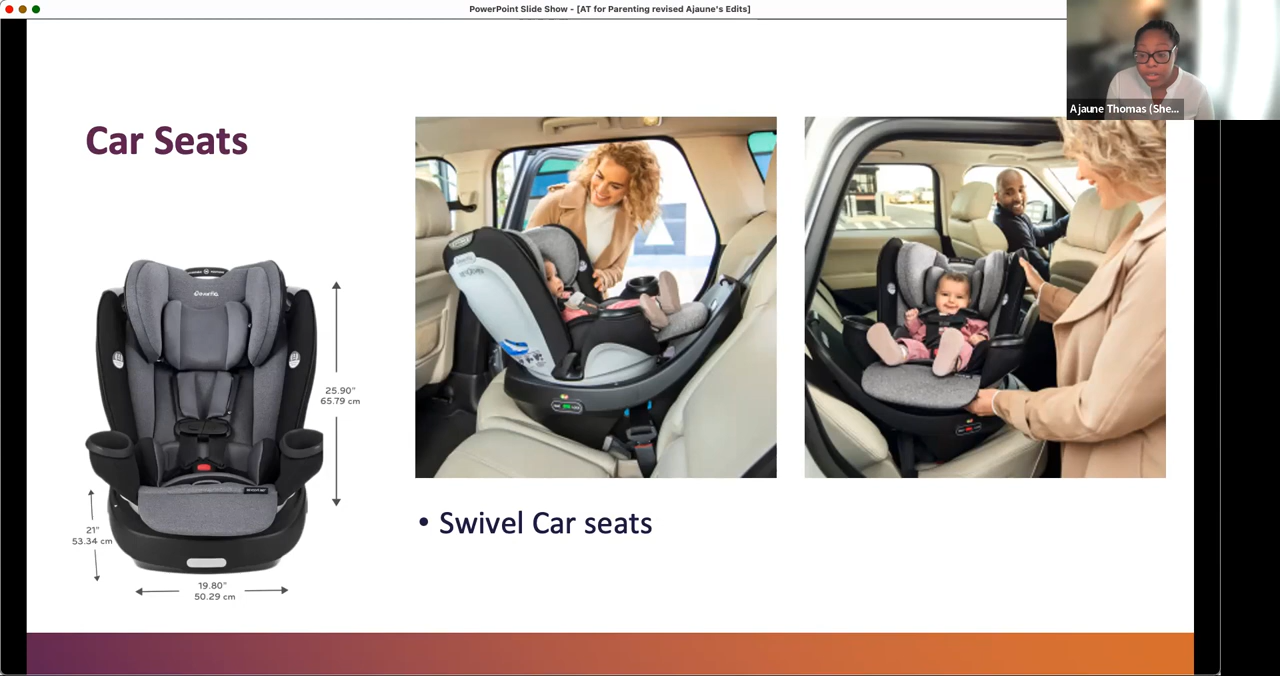 PowerPoint Slide Show - [AT for Parenting revised Ajaune's Edits]
Ajaune Thomas (She...
Car Seats
25.90"
65.79 cm
21"
53.34 cm
19.80"
50.29 cm
• Swivel Car seats